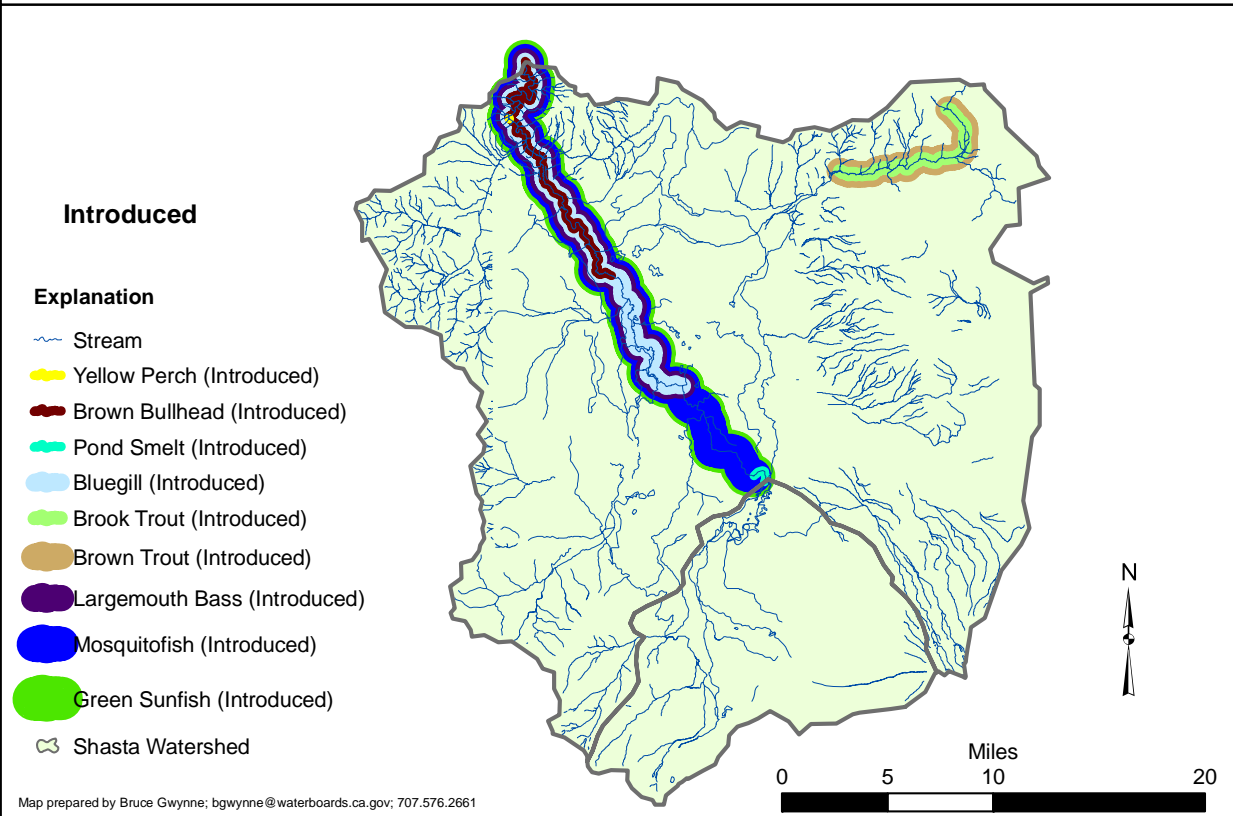 Introduced
Explanation
Stream
Yellow Perch (Introduced)
Brown Bullhead (Introduced)
Pond Smelt (Introduced)
Bluegill (Introduced)
Brook Trout (Introduced)
Brown Trout (Introduced)
Largemouth Bass (Introduced)
Mosquitofish (Introduced)
Green Sunfish (Introduced)
Shasta Watershed
Map prepared by Bruce Gwynne; bgwynne@waterboards.ca.gov; 707.576.2661
N
Miles
0 5 10 20